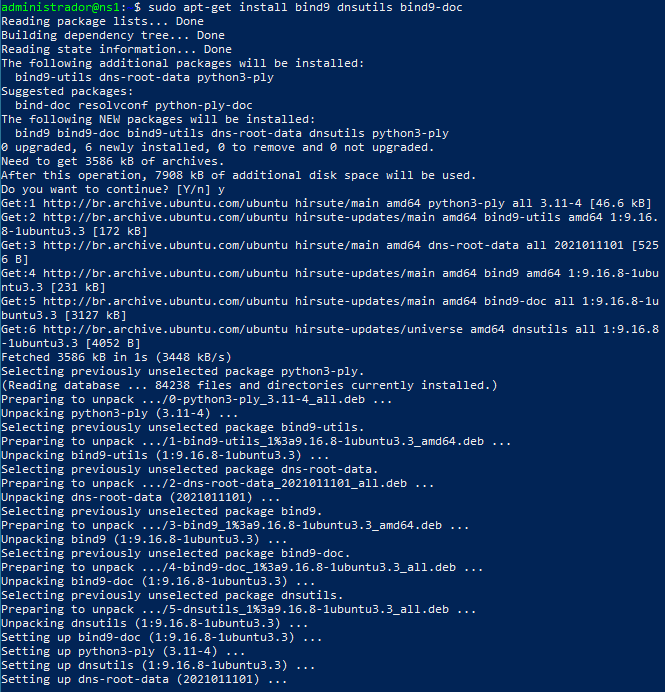 administrador@ns1: $ sudo apt-get install bind9 dnsutils bind9-doc
Reading package lists... Done
Building dependency tree... Done
Reading state information... Done
The following additional packages will be installed:
  bind9-utils dns-root-data python3-ply
Suggested packages:
  bind-doc resolvconf python-ply-doc
The following NEW packages will be installed:
  bind9 bind9-doc bind9-utils dns-root-data dnsutils python3-ply
0 upgraded, 6 newly installed, 0 to remove and 0 not upgraded.
Need to get 3586 kB of archives.
After this operation, 7908 kB of additional disk space will be used.
Do you want to continue? [Y/n] y
Get:1 http://br.archive.ubuntu.com/ubuntu hirsute/main amd64 python3-ply all 3.11-4 [46.6 kB]
Get:2 http://br.archive.ubuntu.com/ubuntu hirsute-updates/main amd64 bind9-utils amd64 1:9.16.
8-1ubuntu3.3 [172 kB]
Get:3 http://br.archive.ubuntu.com/ubuntu hirsute/main amd64 dns-root-data all 2021011101 [525
6 B]
Get:4 http://br.archive.ubuntu.com/ubuntu hirsute-updates/main amd64 bind9 amd64 1:9.16.8-1ubu
ntu3.3 [231 kB]
Get:5 http://br.archive.ubuntu.com/ubuntu hirsute-updates/main amd64 bind9-doc all 1:9.16.8-1u
buntu3.3 [3127 kB]
Get:6 http://br.archive.ubuntu.com/ubuntu hirsute-updates/universe amd64 dnsutils all 1:9.16.8
-1ubuntu3.3 [4052 B]
Fetched 3586 kB in 1s (3448 kB/s)
Selecting previously unselected package python3-ply.
(Reading database ... 84238 files and directories currently installed.)
Preparing to unpack .../0-python3-ply_3.11-4_all.deb ...
Unpacking python3-ply (3.11-4) ...
Selecting previously unselected package bind9-utils.
Preparing to unpack .../1-bind9-utils_1%3a9.16.8-1ubuntu3.3_amd64.deb ...
Unpacking bind9-utils (1:9.16.8-1ubuntu3.3) ...
Selecting previously unselected package dns-root-data.
Preparing to unpack .../2-dns-root-data_2021011101_all.deb ...
Unpacking dns-root-data (2021011101) ...
Selecting previously unselected package bind9.
Preparing to unpack .../3-bind9_1%3a9.16.8-1ubuntu3.3_amd64.deb ...
Unpacking bind9 (1:9.16.8-1ubuntu3.3) ...
Selecting previously unselected package bind9-doc.
Preparing to unpack .../4-bind9-doc_1%3a9.16.8-1ubuntu3.3_all.deb ...
Unpacking bind9-doc (1:9.16.8-1ubuntu3.3) ...
Selecting previously unselected package dnsutils.
Preparing to unpack .../5-dnsutils_1%3a9.16.8-1ubuntu3.3_all.deb ...
Unpacking dnsutils (1:9.16.8-1ubuntu3.3) ...
Setting up bind9-doc (1:9.16.8-1ubuntu3.3) ...
Setting up python3-ply (3.11-4) ...
Setting up dnsutils (1:9.16.8-1ubuntu3.3) ...
Setting up dns-root-data (2021011101) ...